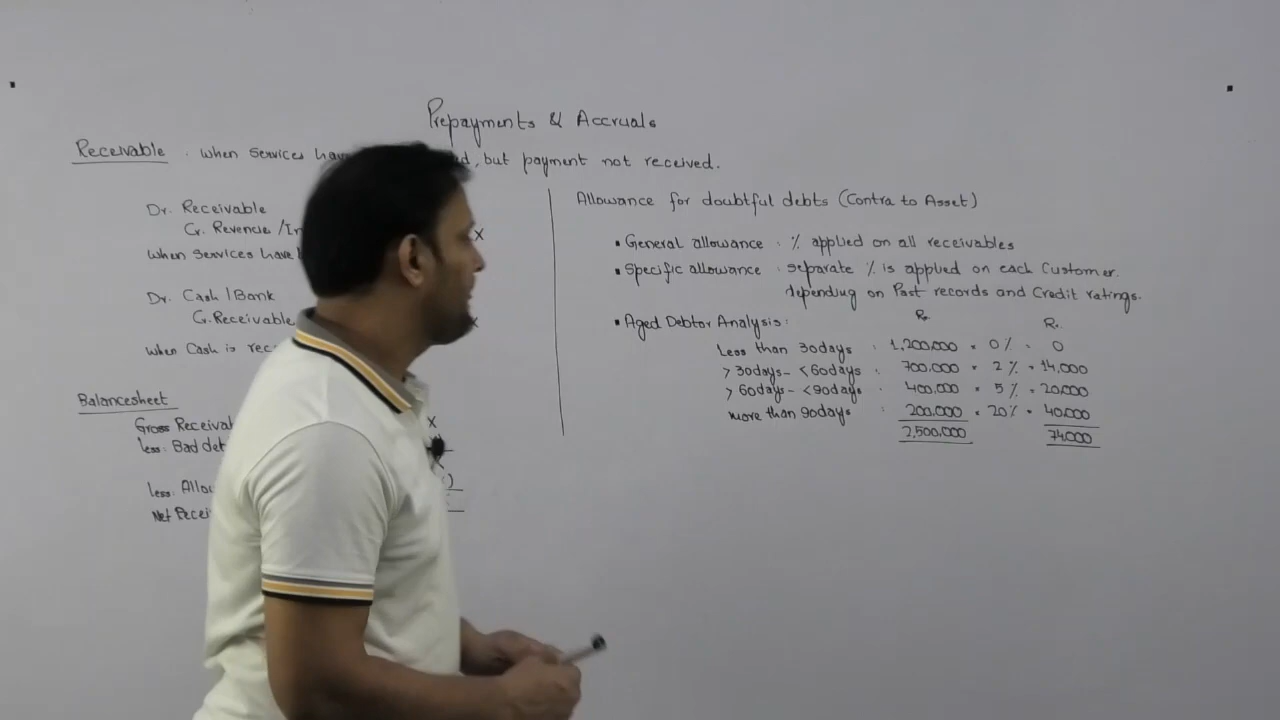 Prepayments & Accruals
Receivable : when services have ed, but payment not received.
Dr. Receivable
Cr. Revenue / In x
when services have
Dr. Cash / Bank
Cr. Receivable x
when Cash is rec
Balancesheet
Gross Receivab x
less: Bad deb
less: Allow )
Net Recei
Allowance for doubtful debts (Contra to Asset)
• General allowance : % applied on all receivables
• Specific allowance : separate % is applied on each Customer.
depending on Past records and Credit ratings.
• Aged Debtor Analysis: Rs. Rs.
Less than 30days : 1,200,000 × 0% = 0
> 30days - < 60days : 700,000 × 2% = 14,000
> 60days - < 90days : 400,000 × 5% = 20,000
more than 90days : 200,000 × 20% = 40,000
2,500,000 74,000